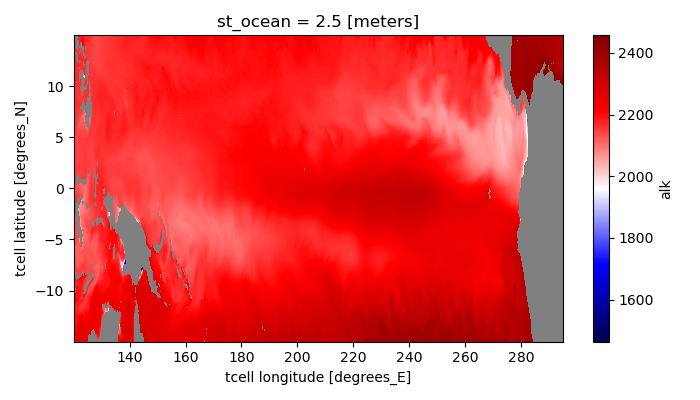 st_ocean = 2.5 [meters]
10
5
0
−5
−10
tcell latitude [degrees_N]
140 160 180 200 220 240 260 280
tcell longitude [degrees_E]
2400
2200
2000
1800
1600
alk